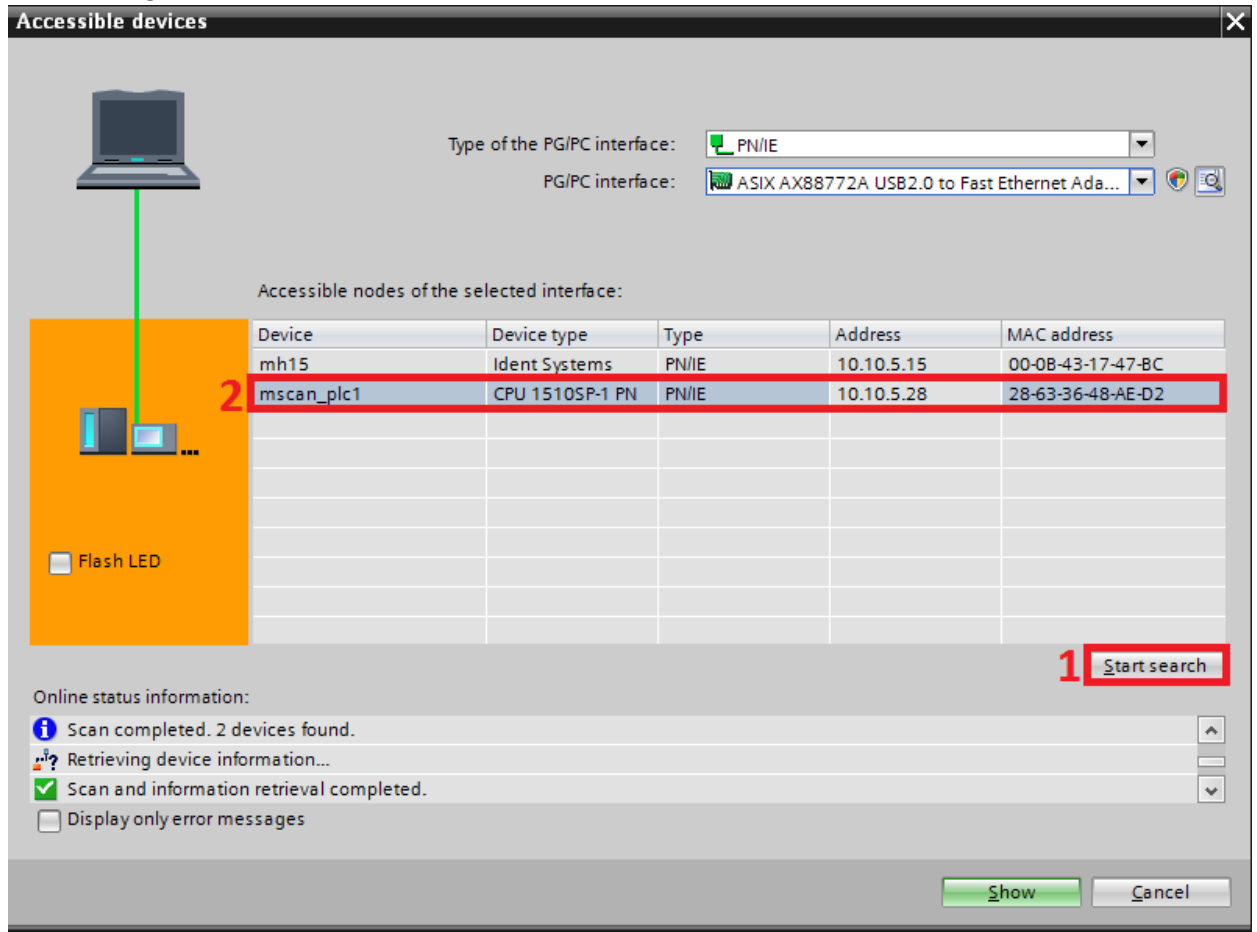 Accessible devices
Type of the PG/PC interface: PN/IE
PG/PC interface: ASIX AX88772A USB2.0 to Fast Ethernet Ada...
Accessible nodes of the selected interface:
Device Device type Type Address MAC address
mh15 Ident Systems PN/IE 10.10.5.15 00-0B-43-17-47-BC
2 mscan_plc1 CPU 1510SP-1 PN PN/IE 10.10.5.28 28-63-36-48-AE-D2
Flash LED
1 Start search
Online status information:
Scan completed. 2 devices found.
Retrieving device information...
Scan and information retrieval completed.
Display only error messages
Show Cancel